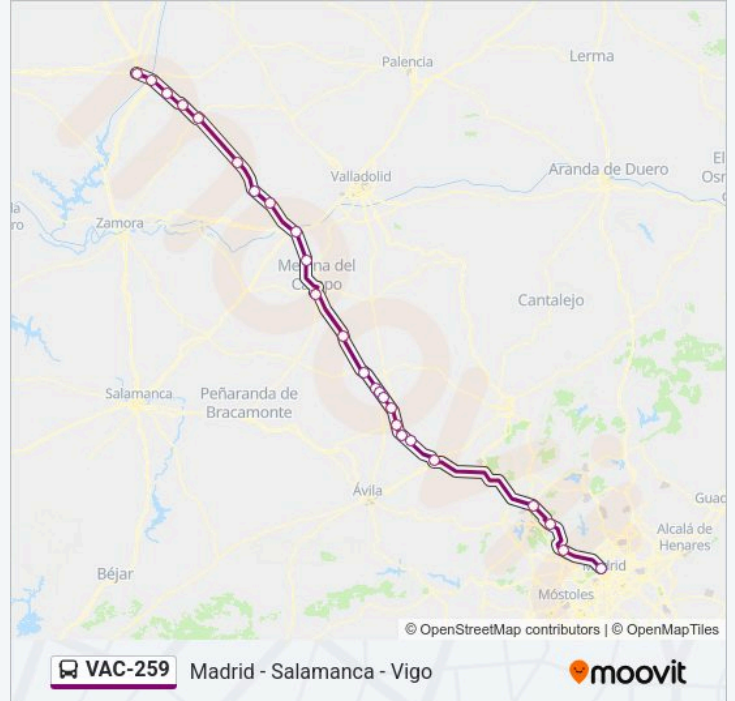 Palencia
Lerma
Valladolid
Aranda de Duero
El
Osr
la
ro
Zamora
Medina del
Campo
Cantalejo
Salamanca
Peñaranda de
Bracamonte
Ávila
Guad
Alcalá de
Henares
Madrid
Béjar
Móstoles
© OpenStreetMap contributors | © OpenMapTiles
VAC-259
Madrid - Salamanca - Vigo
moovit